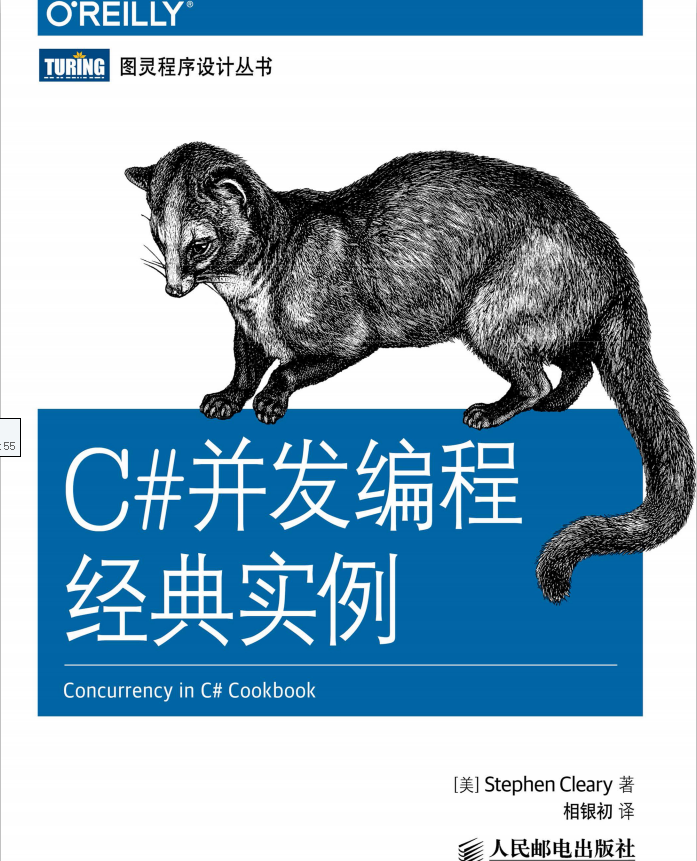 O'REILLY®
TURING 图灵程序设计丛书
: 55
C#并发编程
经典实例
Concurrency in C# Cookbook
[美] Stephen Cleary 著
相银初 译
人民邮电出版社